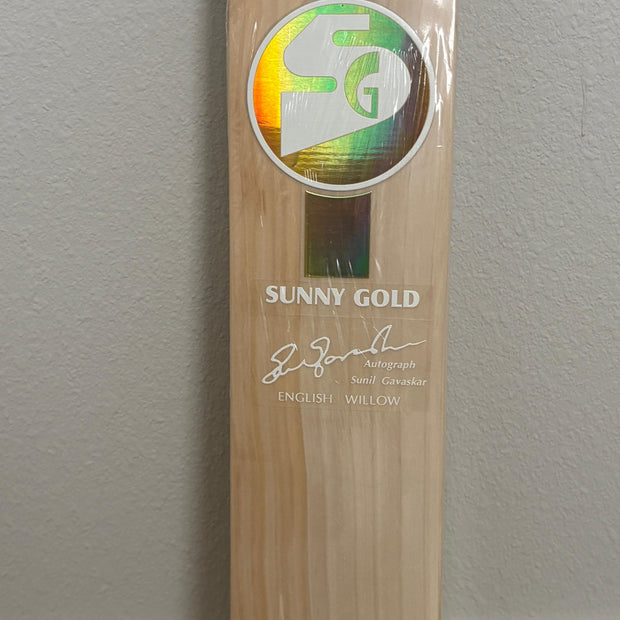 SG
SUNNY GOLD
Autograph
Sunil Gavaskar
ENGLISH WILLOW